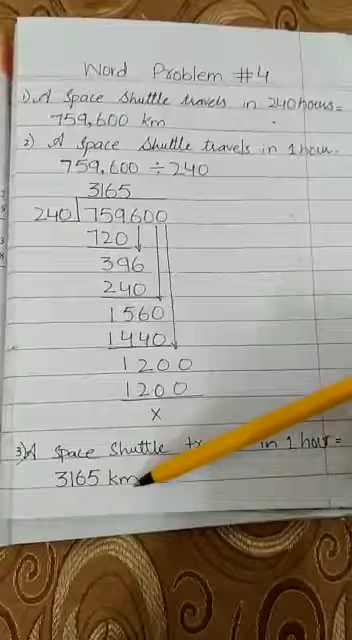 Word Problem #4
1) A Space Shuttle travels in 240 hours =
759,600 km
2) A Space Shuttle travels in 1 hour =
759,600 ÷ 240
3165
240 759,600
720
396
240
1560
1440
1200
1200
x
3) A Space Shuttle in 1 hour =
3165 km